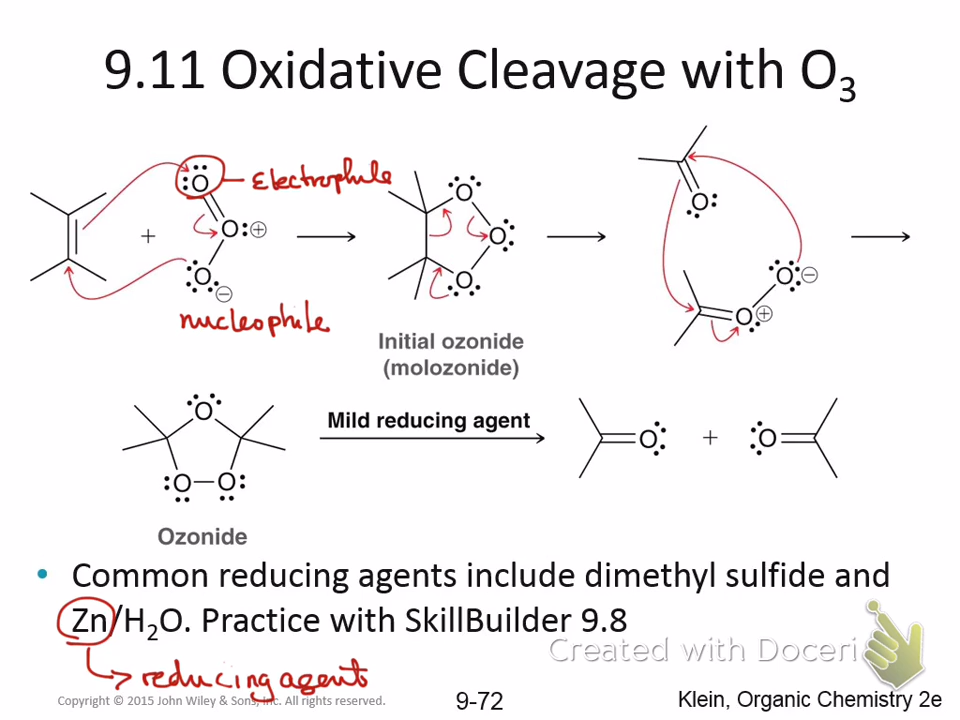 9.11 Oxidative Cleavage with O3
Electrophile
nucleophile
Initial ozonide
(molozonide)
Mild reducing agent
Ozonide
• Common reducing agents include dimethyl sulfide and
Zn/H2O. Practice with SkillBuilder 9.8
Created with Doceri
reducing agent
Copyright © 2015 John Wiley & Sons, Inc. All rights reserved.
9-72
Klein, Organic Chemistry 2e